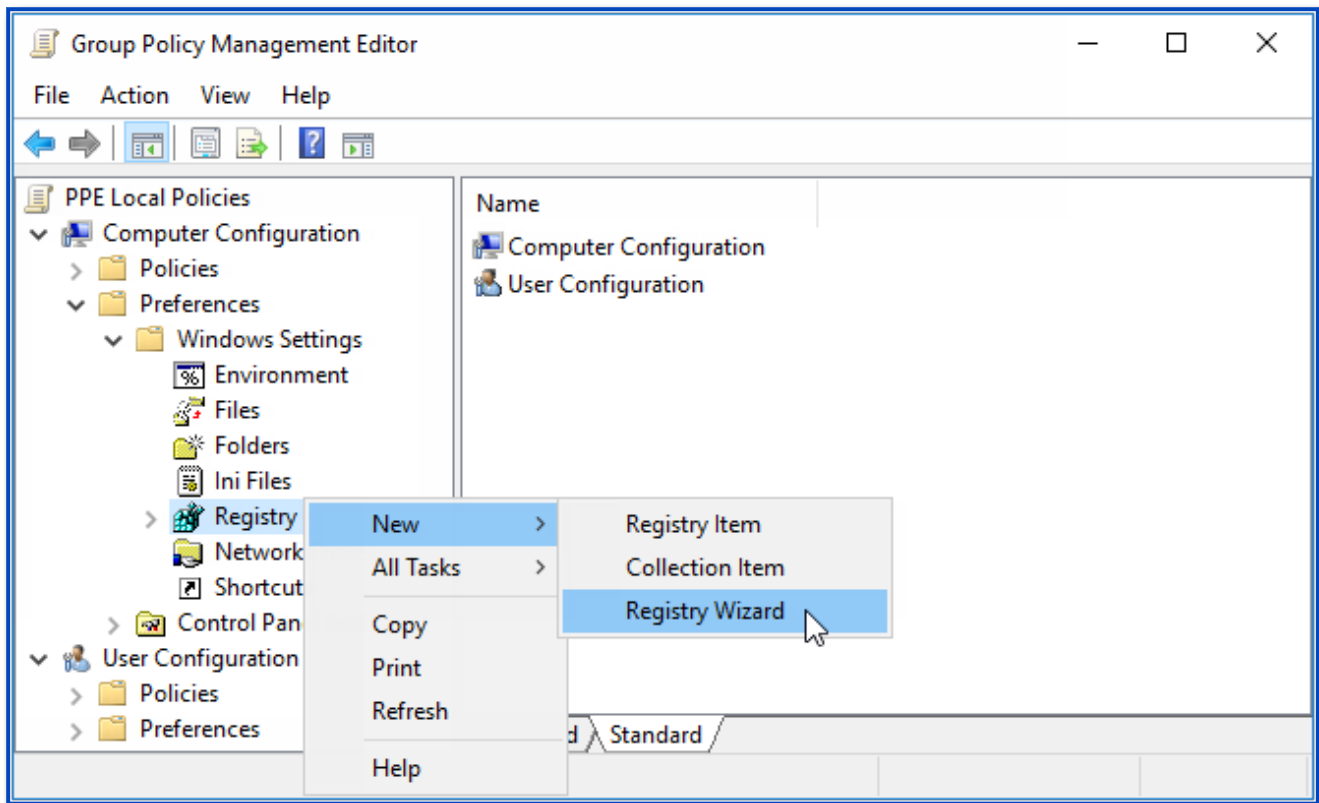 Group Policy Management Editor
File Action View Help
PPE Local Policies
Computer Configuration
Policies
Preferences
Windows Settings
Environment
Files
Folders
Ini Files
Registry
Network
Shortcut
Control Pan
User Configuration
Policies
Preferences
Name
Computer Configuration
User Configuration
New
All Tasks
Copy
Print
Refresh
Help
Registry Item
Collection Item
Registry Wizard
d Standard